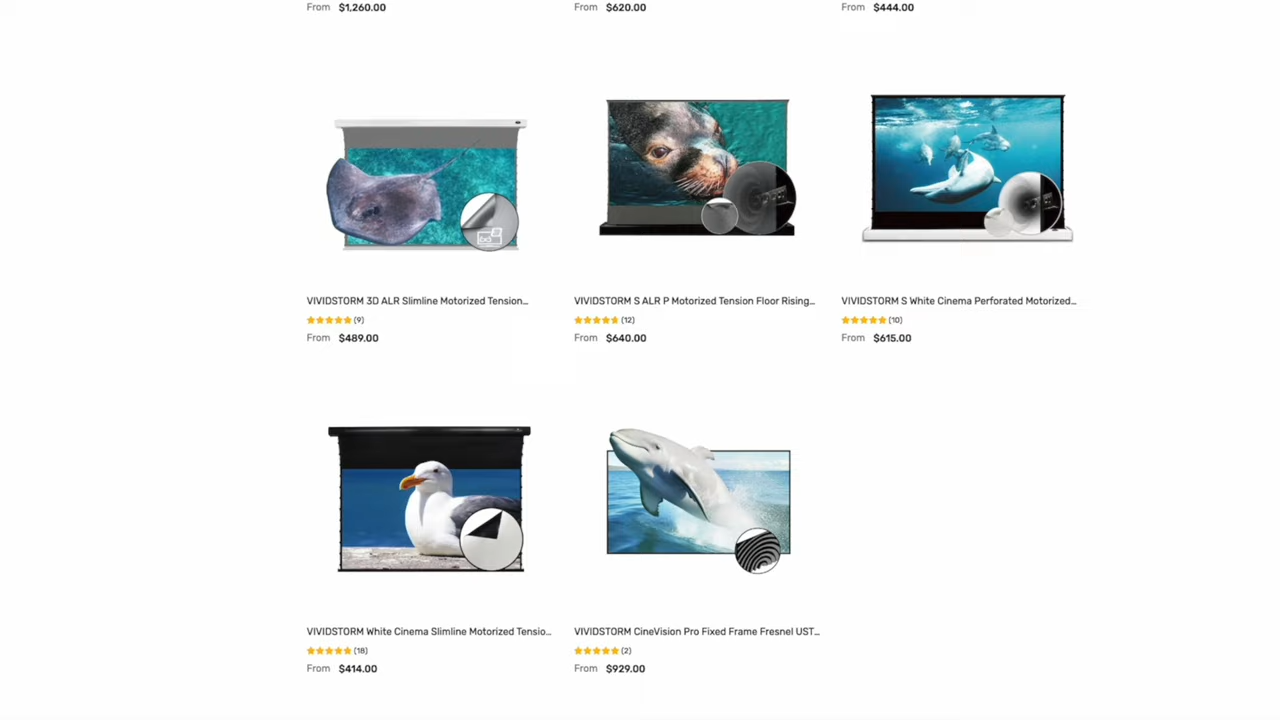 From $1,260.00
From $620.00
From $444.00
VIVIDSTORM 3D ALR Slimline Motorized Tension...
(9)
From $489.00
VIVIDSTORM S ALR P Motorized Tension Floor Rising...
(12)
From $640.00
VIVIDSTORM S White Cinema Perforated Motorized...
(10)
From $615.00
VIVIDSTORM White Cinema Slimline Motorized Tensio...
(18)
From $414.00
VIVIDSTORM CineVision Pro Fixed Frame Fresnel UST...
(2)
From $929.00